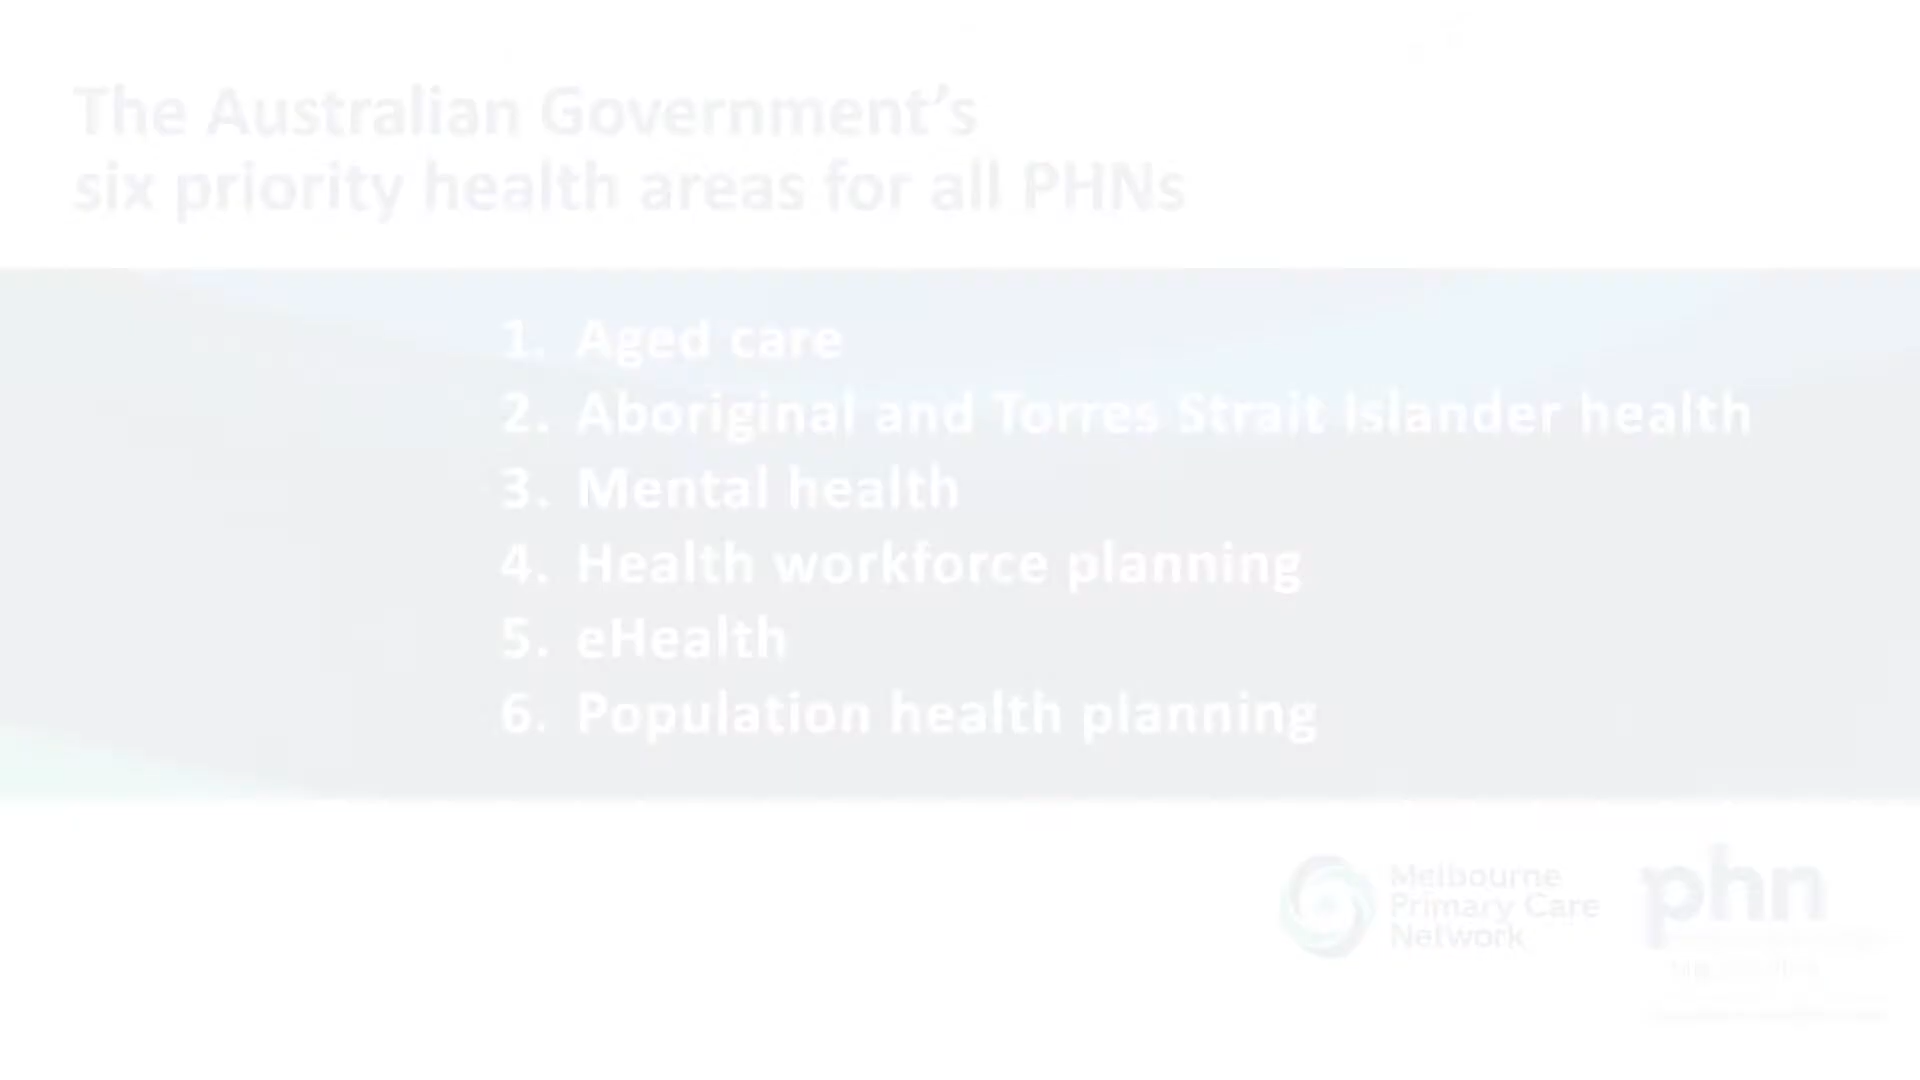 The Australian Government’s
six priority health areas for all PHNs
1. Aged care
2. Aboriginal and Torres Strait Islander health
3. Mental health
4. Health workforce planning
5. eHealth
6. Population health planning
Melbourne
Primary Care
Network
phn